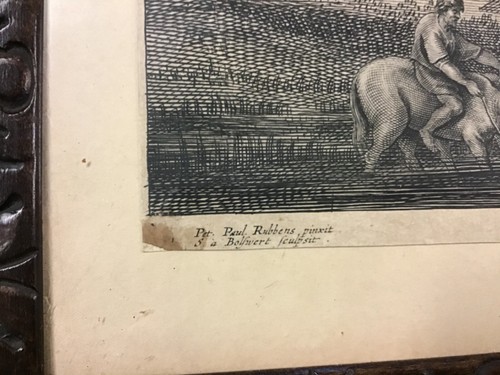 Pet. Paul. Rubbens pinxit
S. a Bolswert sculpsit.